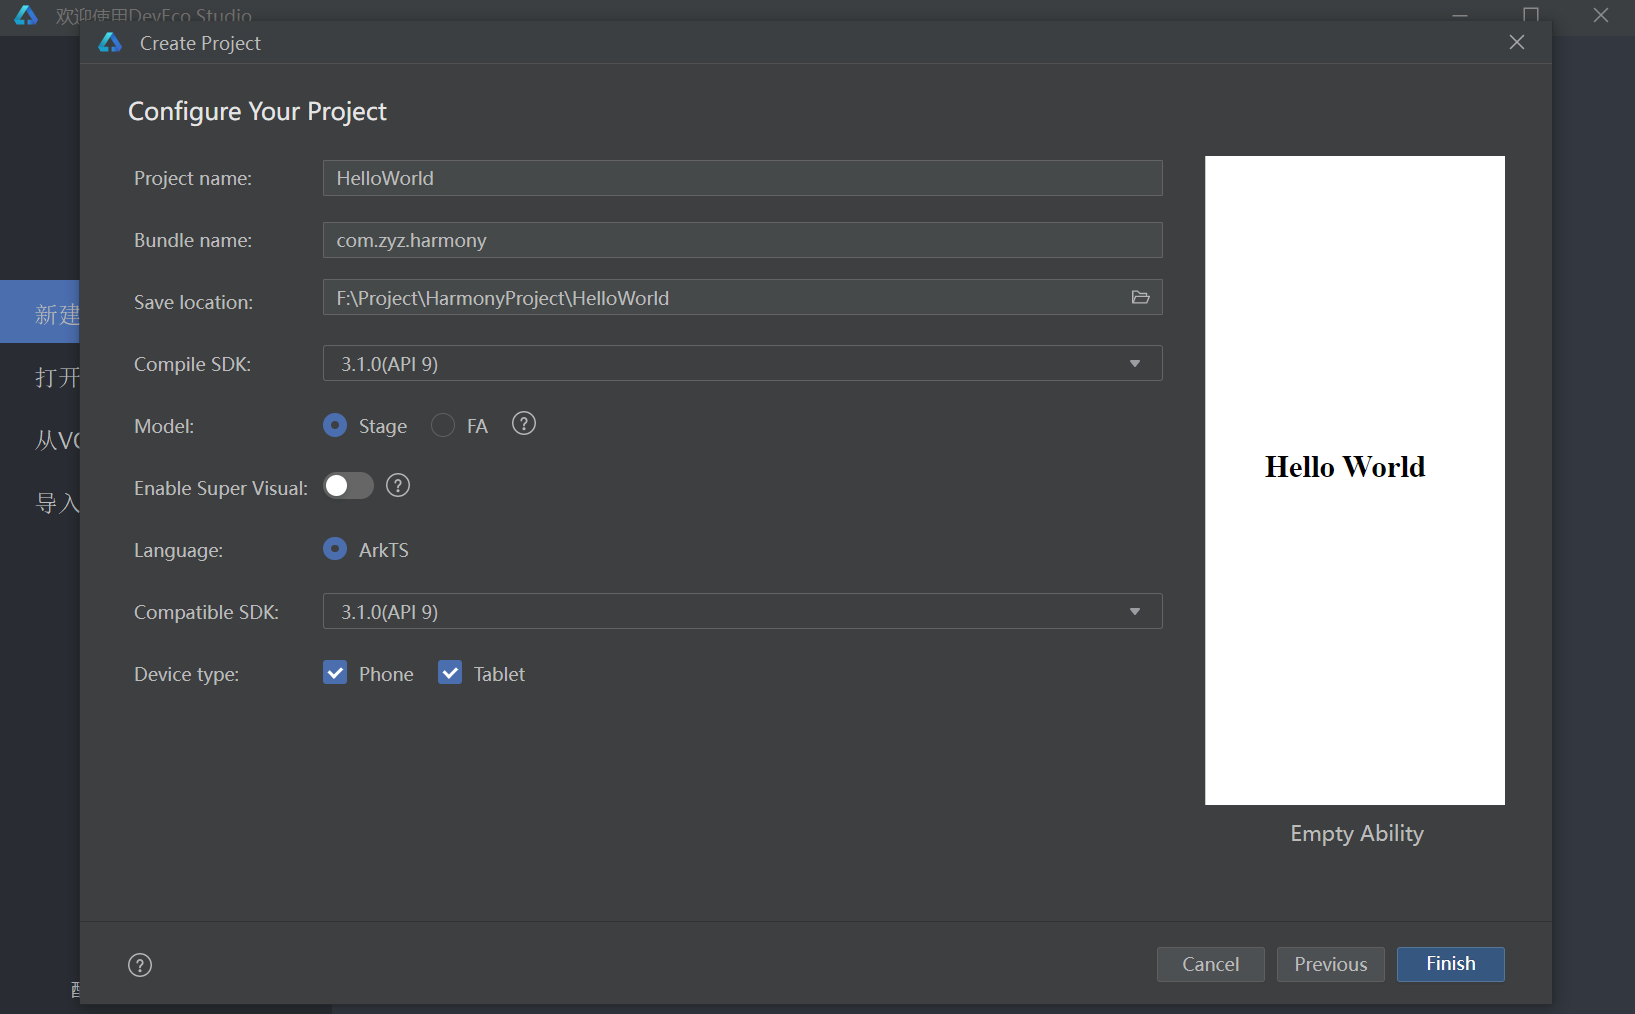 欢迎使用DevEco Studio
Create Project
Configure Your Project
Project name: HelloWorld
Bundle name: com.zyz.harmony
Save location: F:\Project\HarmonyProject\HelloWorld
新建
Compile SDK: 3.1.0(API 9)
打开
Model: Stage FA ?
从VC
Enable Super Visual: ?
Hello World
导入
Language: ArkTS
Compatible SDK: 3.1.0(API 9)
Device type: Phone Tablet
Empty Ability
? Cancel Previous Finish